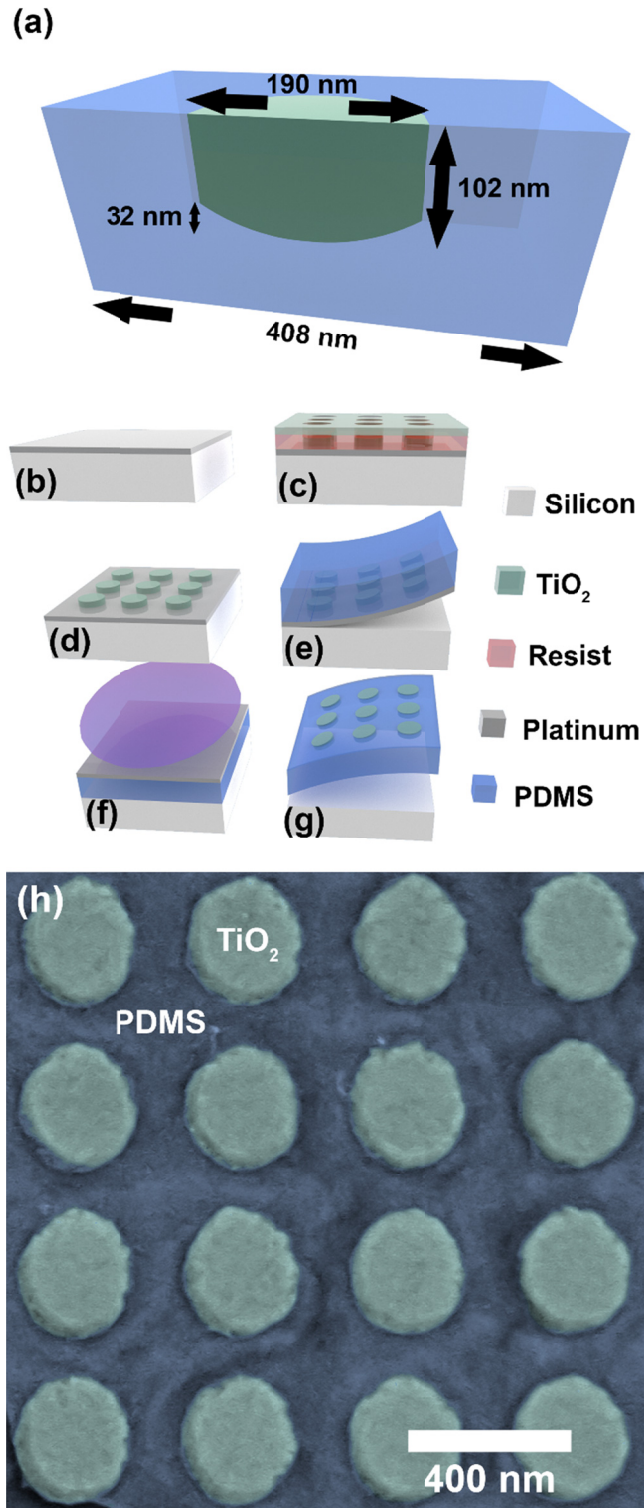 (a)
190 nm
102 nm
32 nm
408 nm
(b)
(c)
Silicon
TiO₂
(d)
(e)
Resist
Platinum
(f)
(g)
PDMS
(h)
TiO₂
PDMS
400 nm